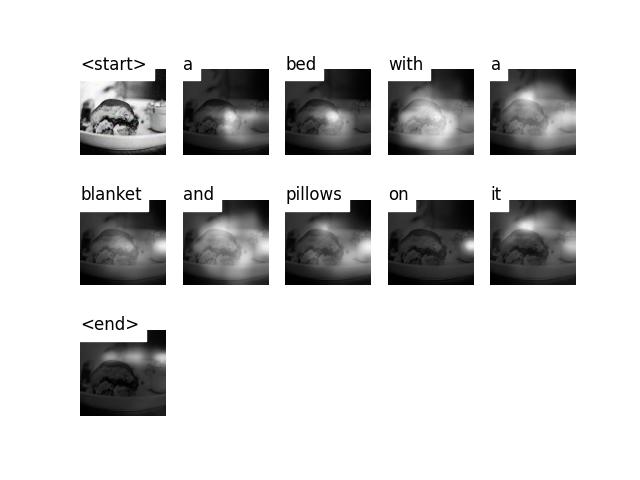 <start> a bed with a
blanket and pillows on it
<end>